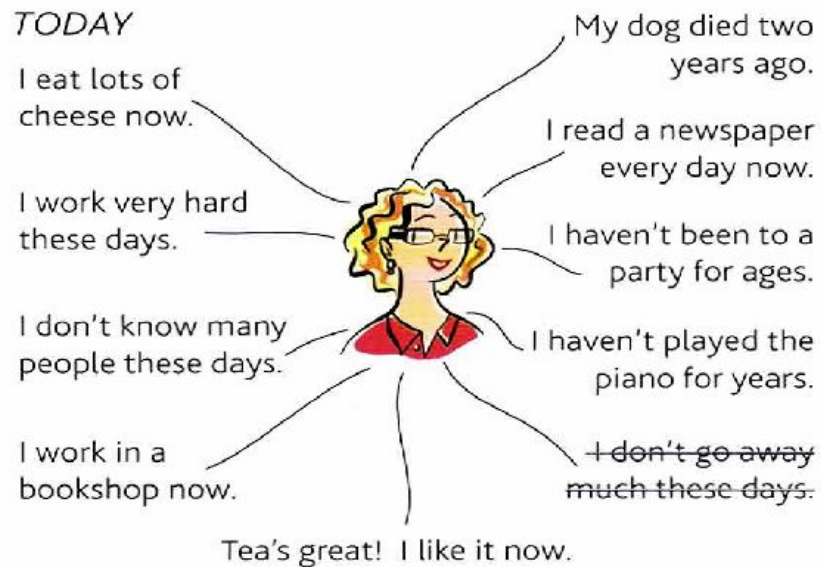 TODAY
I eat lots of
cheese now.
I work very hard
these days.
I don't know many
people these days.
I work in a
bookshop now.
Tea's great! I like it now.
My dog died two
years ago.
I read a newspaper
every day now.
I haven't been to a
party for ages.
I haven't played the
piano for years.
I don't go away
much these days.